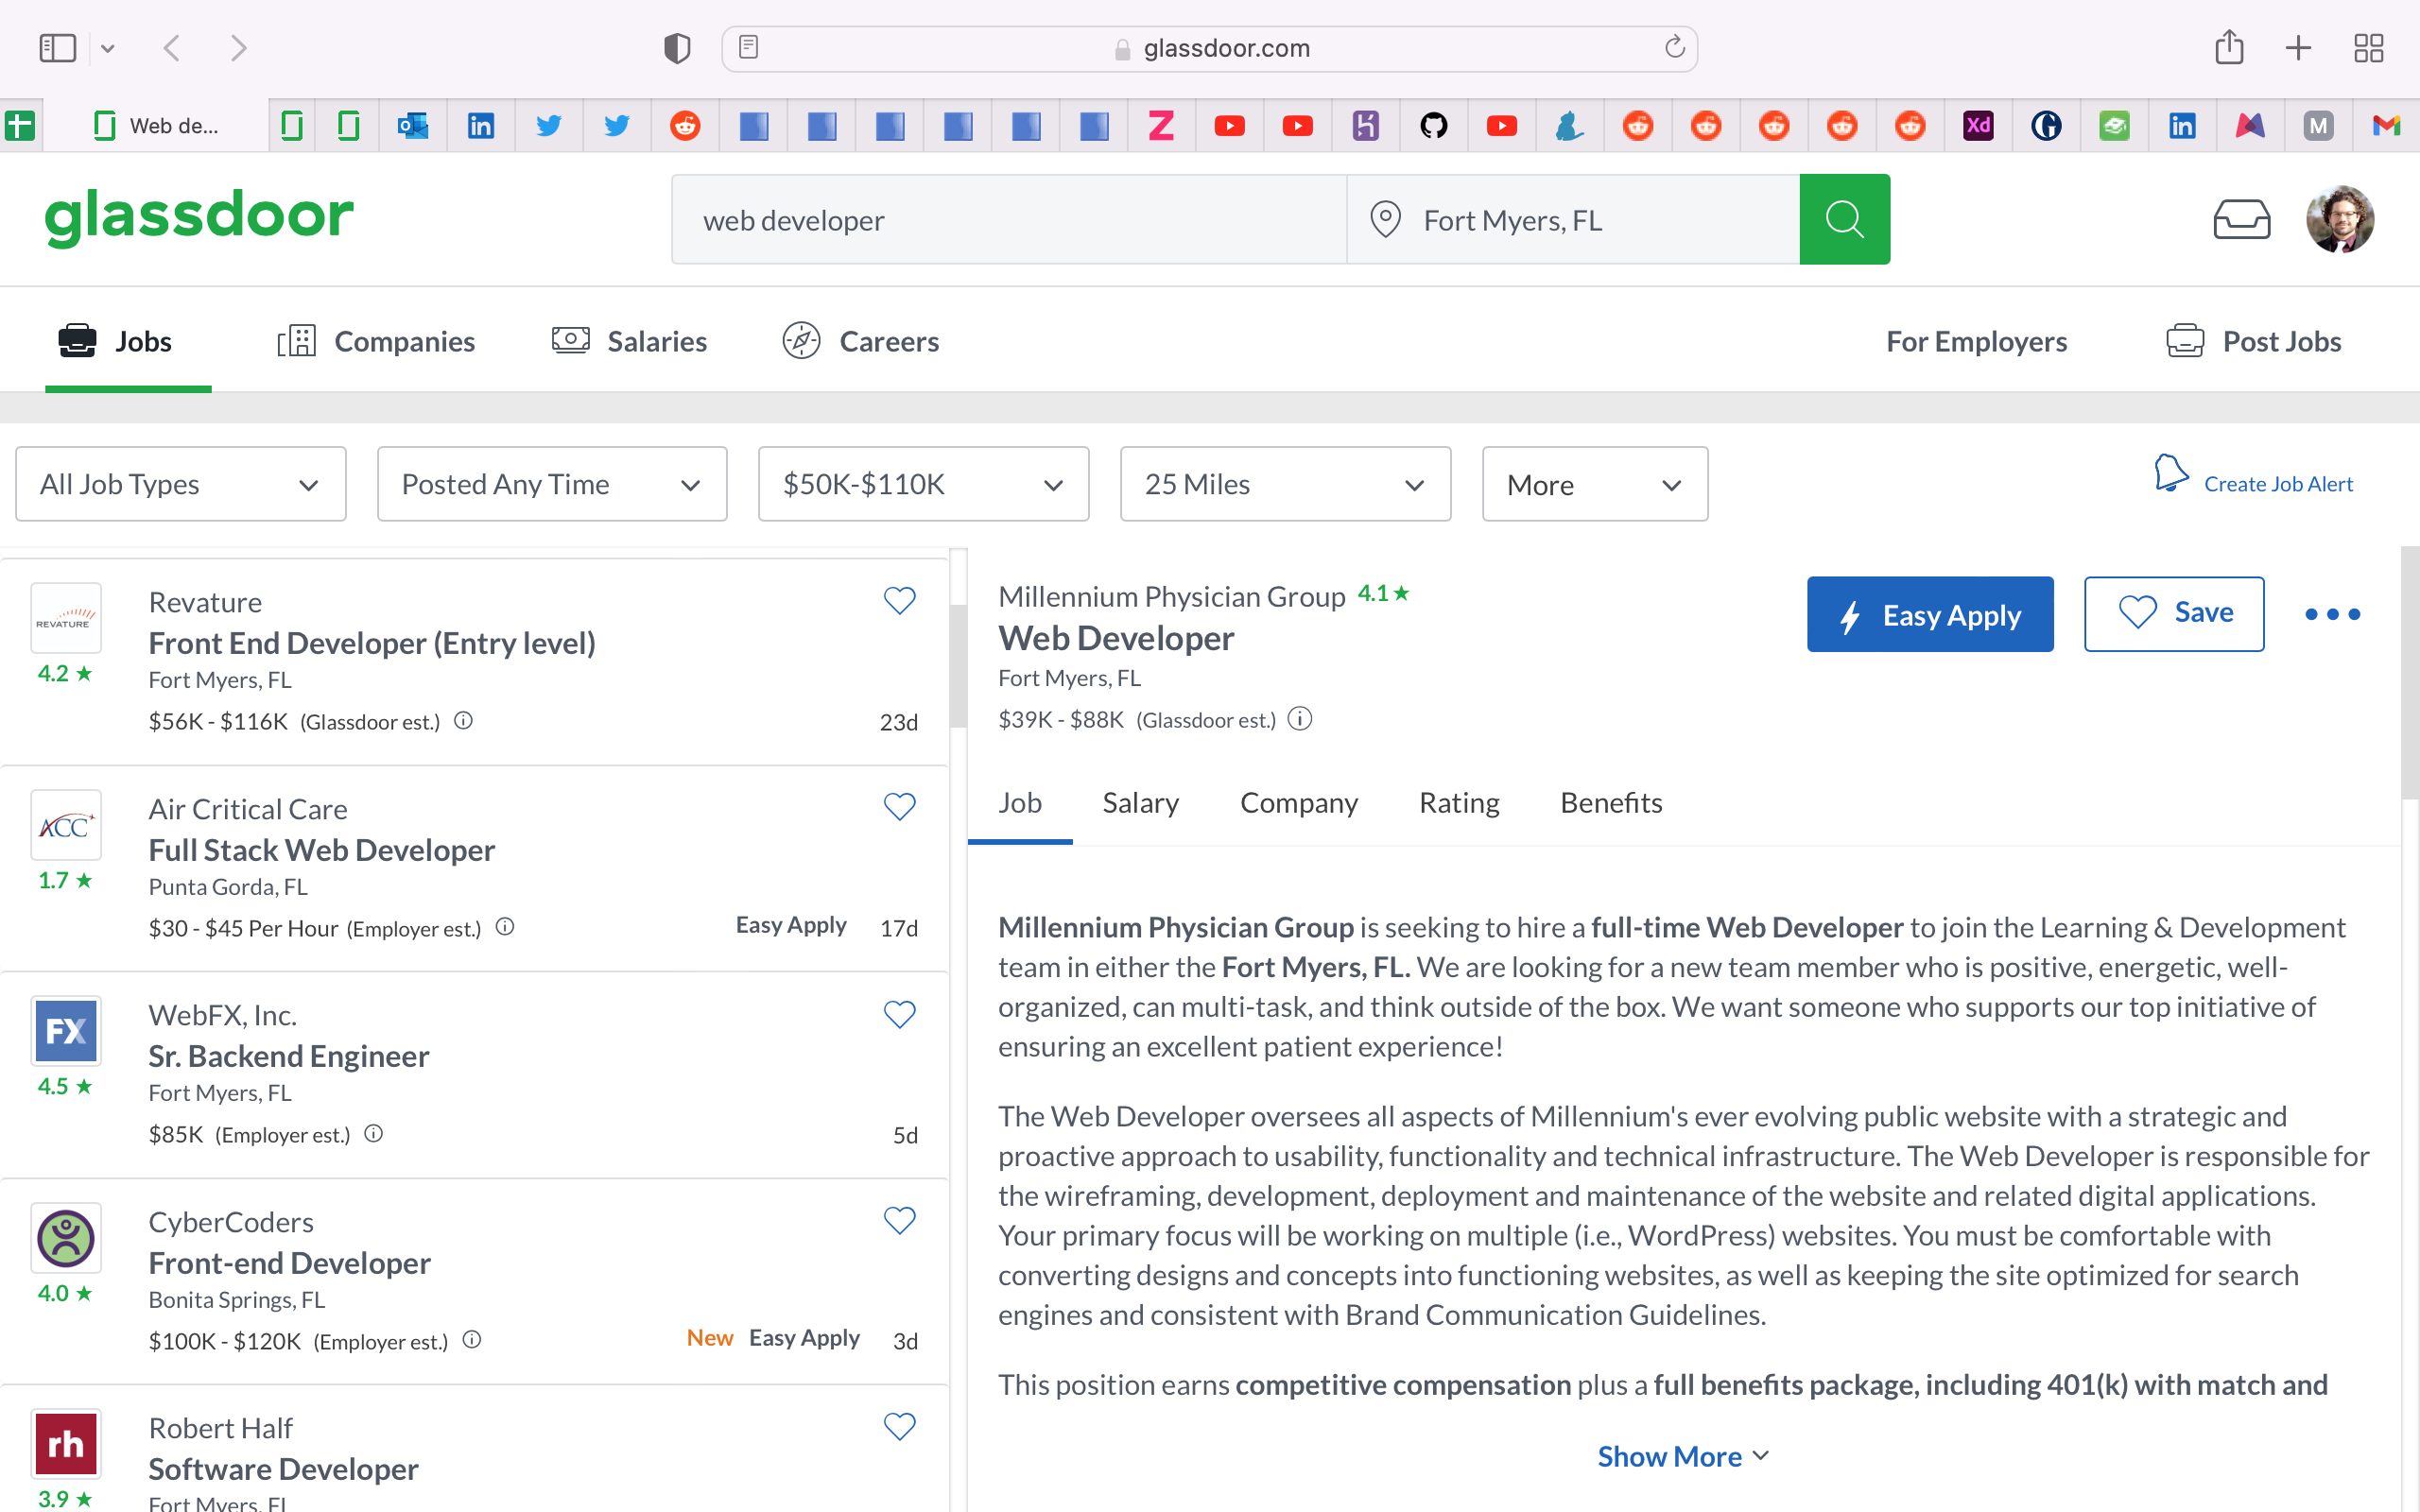 glassdoor.com
Web de...
Xd
M
glassdoor
web developer
Fort Myers, FL
Jobs
Companies
Salaries
Careers
For Employers
Post Jobs
All Job Types
Posted Any Time
$50K-$110K
25 Miles
More
Create Job Alert
REVATURE
4.2 ★
Revature
Front End Developer (Entry level)
Fort Myers, FL
$56K - $116K (Glassdoor est.)
23d
ACC
1.7 ★
Air Critical Care
Full Stack Web Developer
Punta Gorda, FL
$30 - $45 Per Hour (Employer est.)
Easy Apply
17d
FX
4.5 ★
WebFX, Inc.
Sr. Backend Engineer
Fort Myers, FL
$85K (Employer est.)
5d
4.0 ★
CyberCoders
Front-end Developer
Bonita Springs, FL
$100K - $120K (Employer est.)
New Easy Apply
3d
rh
3.9 ★
Robert Half
Software Developer
Fort Myers, FL
Millennium Physician Group 4.1 ★
Web Developer
Fort Myers, FL
$39K - $88K (Glassdoor est.)
Easy Apply
Save
Job
Salary
Company
Rating
Benefits
Millennium Physician Group is seeking to hire a full-time Web Developer to join the Learning & Development
team in either the Fort Myers, FL. We are looking for a new team member who is positive, energetic, well-
organized, can multi-task, and think outside of the box. We want someone who supports our top initiative of
ensuring an excellent patient experience!
The Web Developer oversees all aspects of Millennium's ever evolving public website with a strategic and
proactive approach to usability, functionality and technical infrastructure. The Web Developer is responsible for
the wireframing, development, deployment and maintenance of the website and related digital applications.
Your primary focus will be working on multiple (i.e., WordPress) websites. You must be comfortable with
converting designs and concepts into functioning websites, as well as keeping the site optimized for search
engines and consistent with Brand Communication Guidelines.
This position earns competitive compensation plus a full benefits package, including 401(k) with match and
Show More